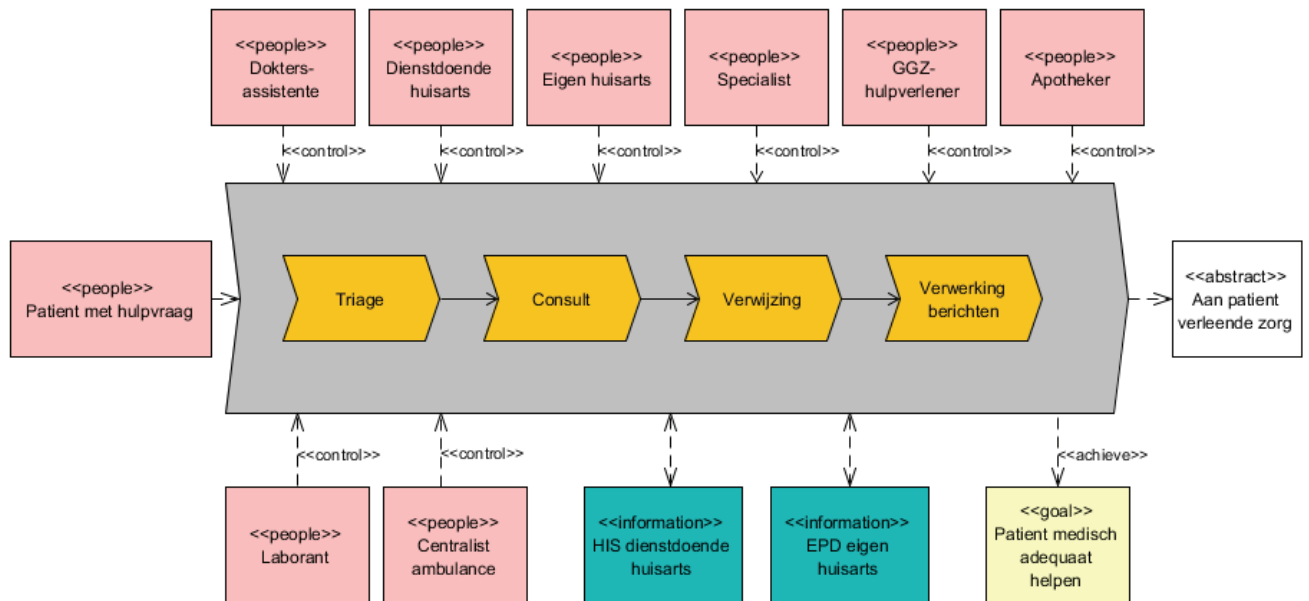 <<people>>
Dokters-
assistente
<<people>>
Dienstdoende
huisarts
<<people>>
Eigen huisarts
<<people>>
Specialist
<<people>>
GGZ-
hulpverlener
<<people>>
Apotheker
<<control>>
<<control>>
<<control>>
<<control>>
<<control>>
<<control>>
<<people>>
Patient met hulpvraag
Triage
Consult
Verwijzing
Verwerking
berichten
<<abstract>>
Aan patient
verleende zorg
<<control>>
<<control>>
<<achieve>>
<<people>>
Laborant
<<people>>
Centralist
ambulance
<<information>>
HIS dienstdoende
huisarts
<<information>>
EPD eigen
huisarts
<<goal>>
Patient medisch
adequaat
helpen